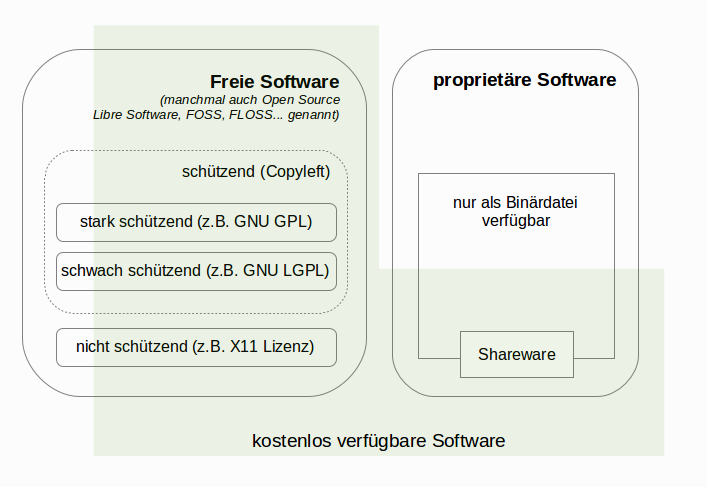 Freie Software
(manchmal auch Open Source
Libre Software, FOSS, FLOSS... genannt)
schützend (Copyleft)
stark schützend (z.B. GNU GPL)
schwach schützend (z.B. GNU LGPL)
nicht schützend (z.B. X11 Lizenz)
proprietäre Software
nur als Binärdatei
verfügbar
Shareware
kostenlos verfügbare Software